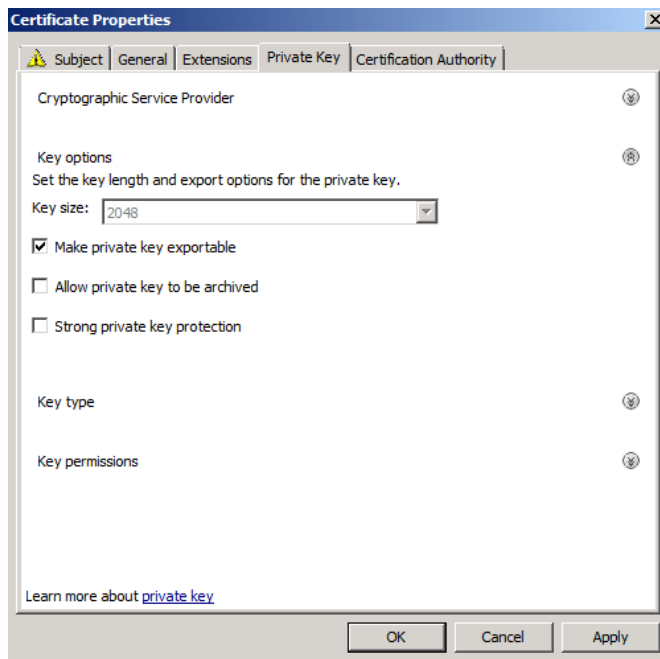 Certificate Properties
Subject General Extensions Private Key Certification Authority
Cryptographic Service Provider
Key options
Set the key length and export options for the private key.
Key size: 2048
Make private key exportable
Allow private key to be archived
Strong private key protection
Key type
Key permissions
Learn more about private key
OK Cancel Apply